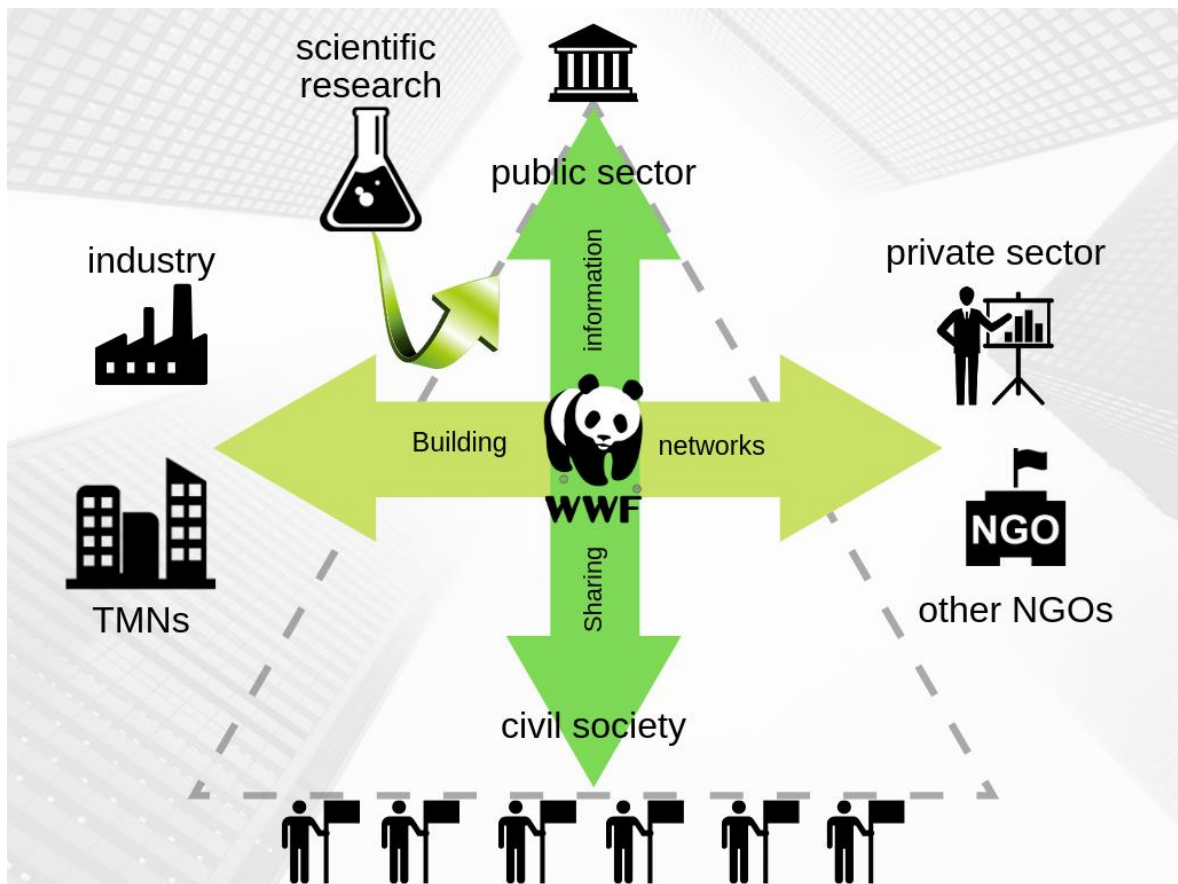 scientific
research
public sector
industry
private sector
information
Building
networks
WWF
NGO
Sharing
TMNs
other NGOs
civil society